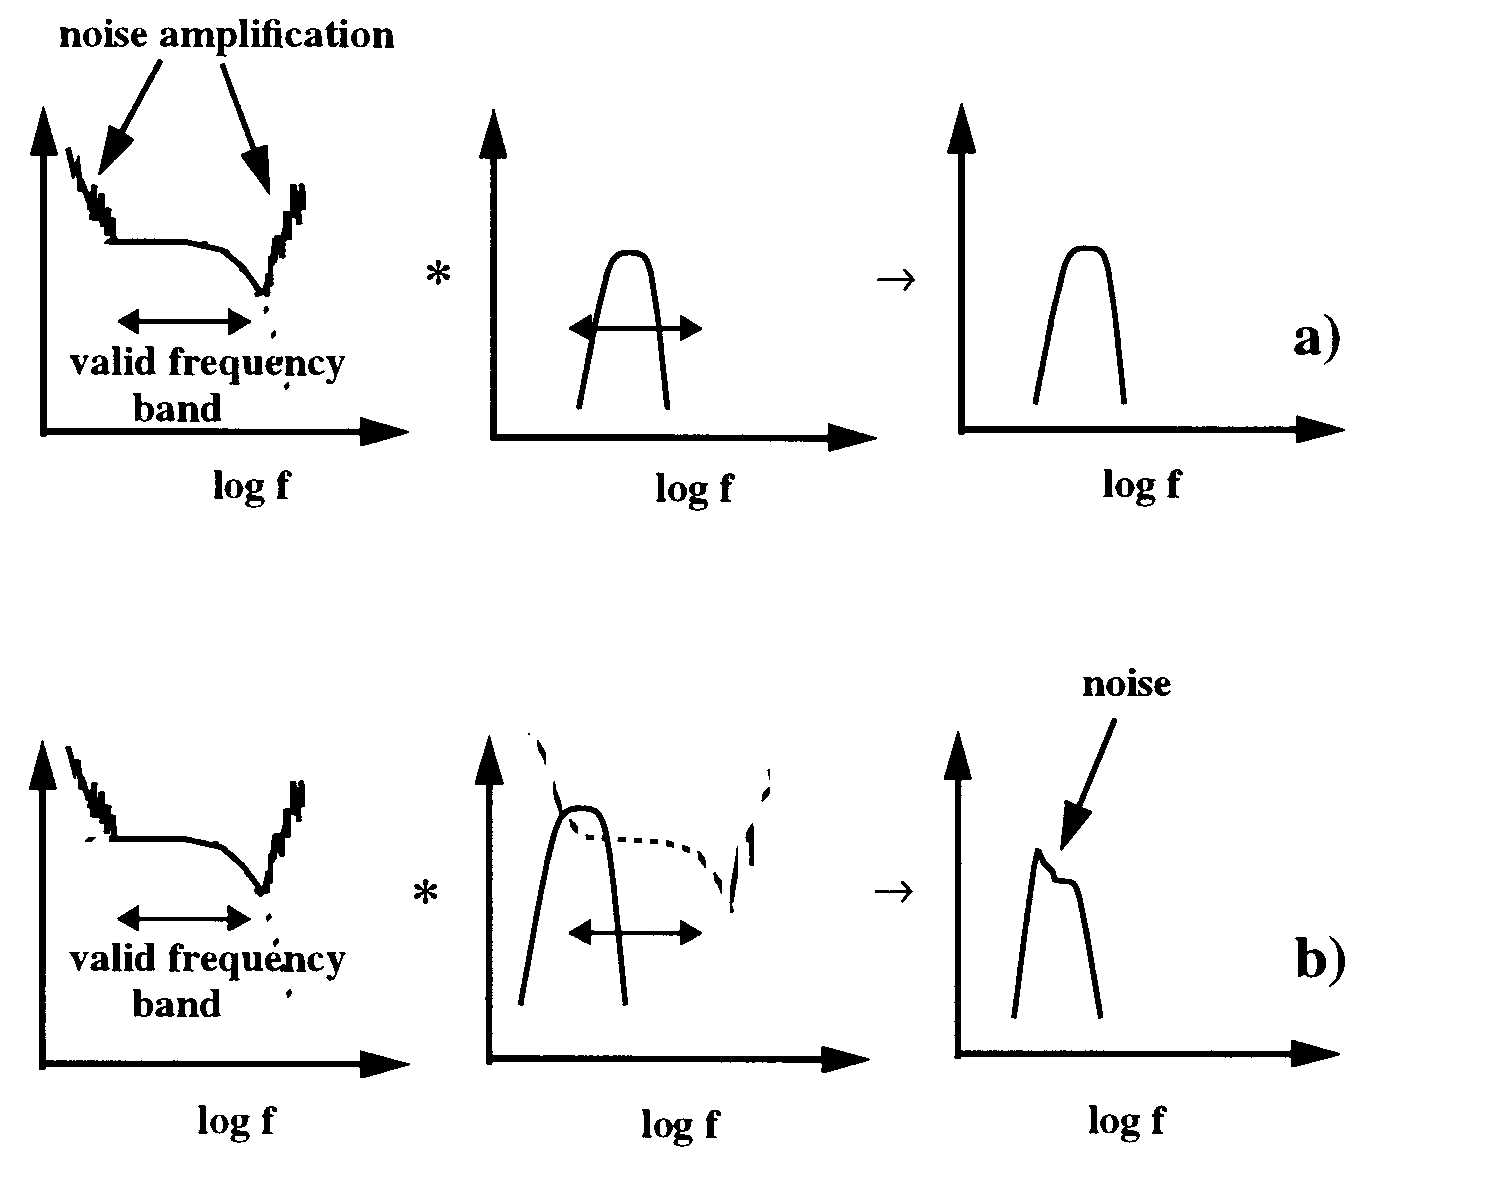 noise amplification
*
→
a)
valid frequency
band
log f
log f
log f
noise
*
→
b)
valid frequency
band
log f
log f
log f